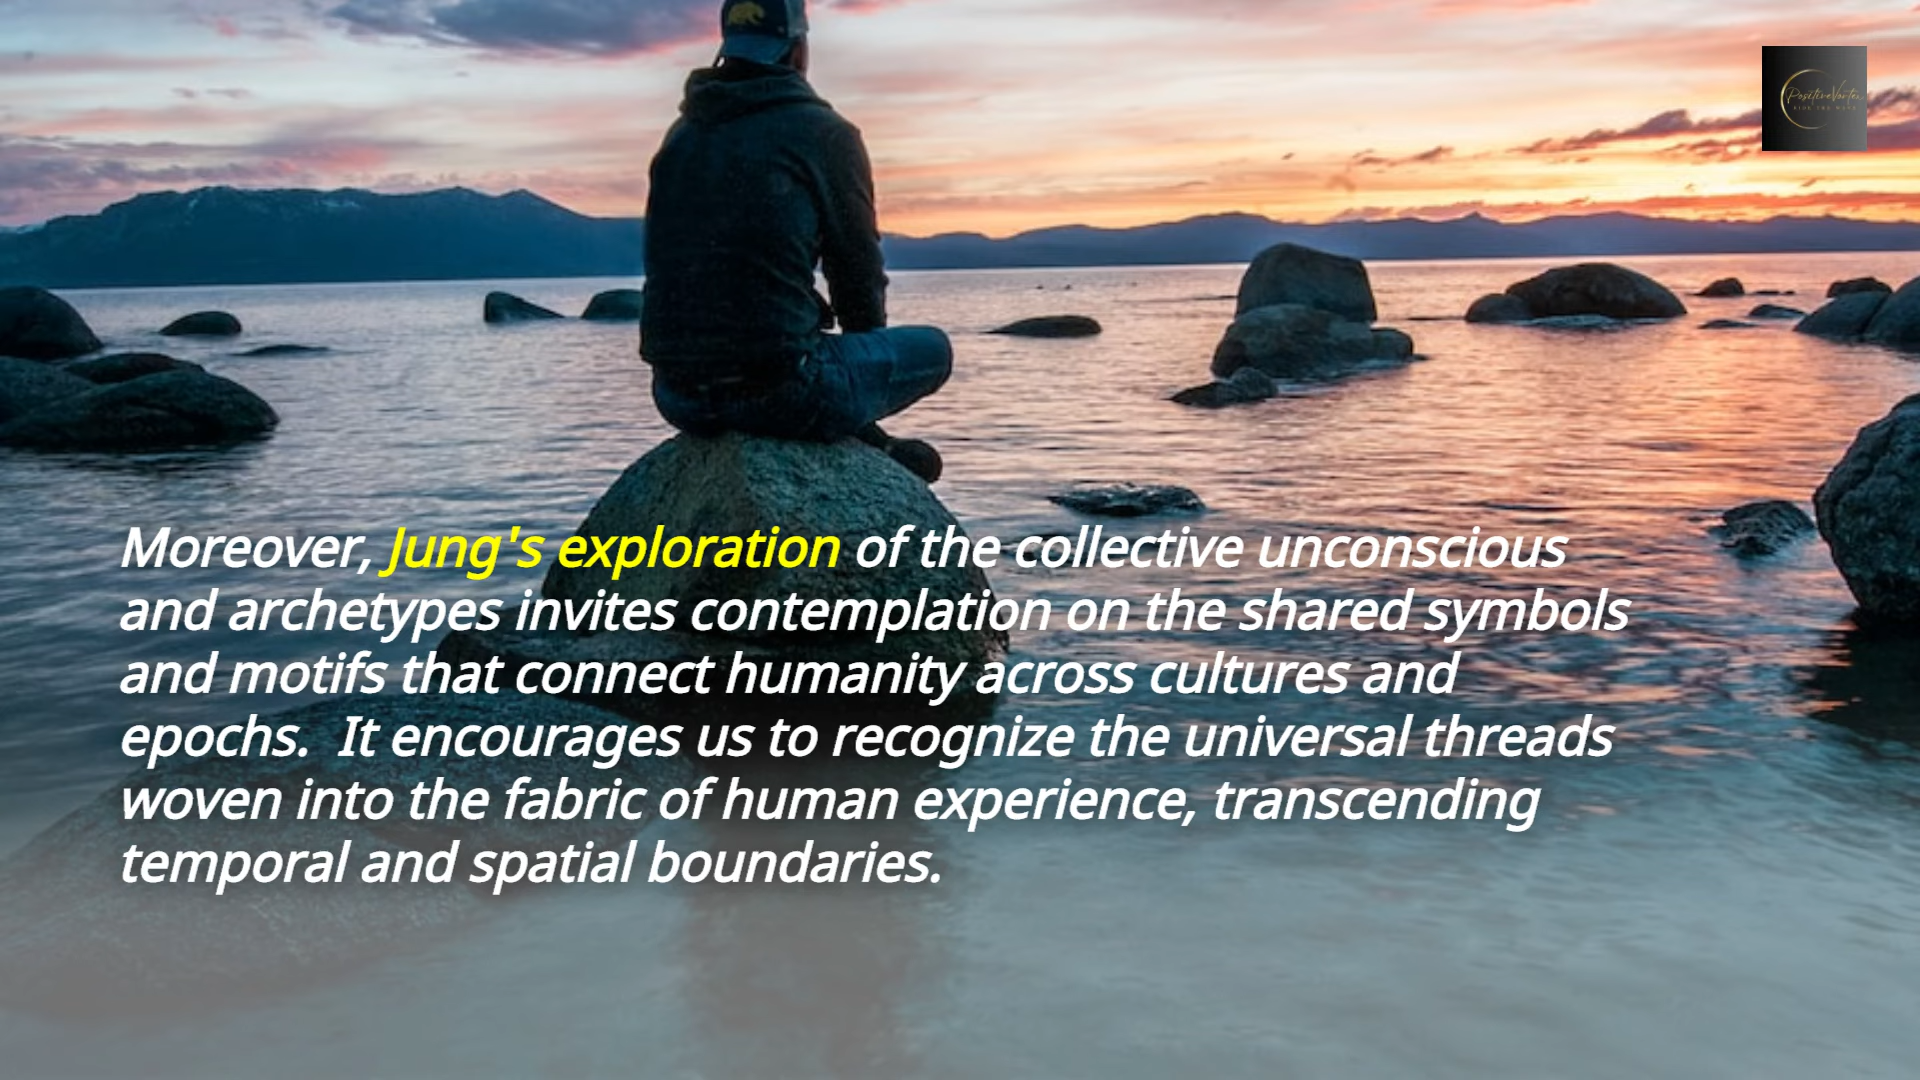 PositiveVortex
Moreover, Jung's exploration of the collective unconscious
and archetypes invites contemplation on the shared symbols
and motifs that connect humanity across cultures and
epochs.  It encourages us to recognize the universal threads
woven into the fabric of human experience, transcending
temporal and spatial boundaries.